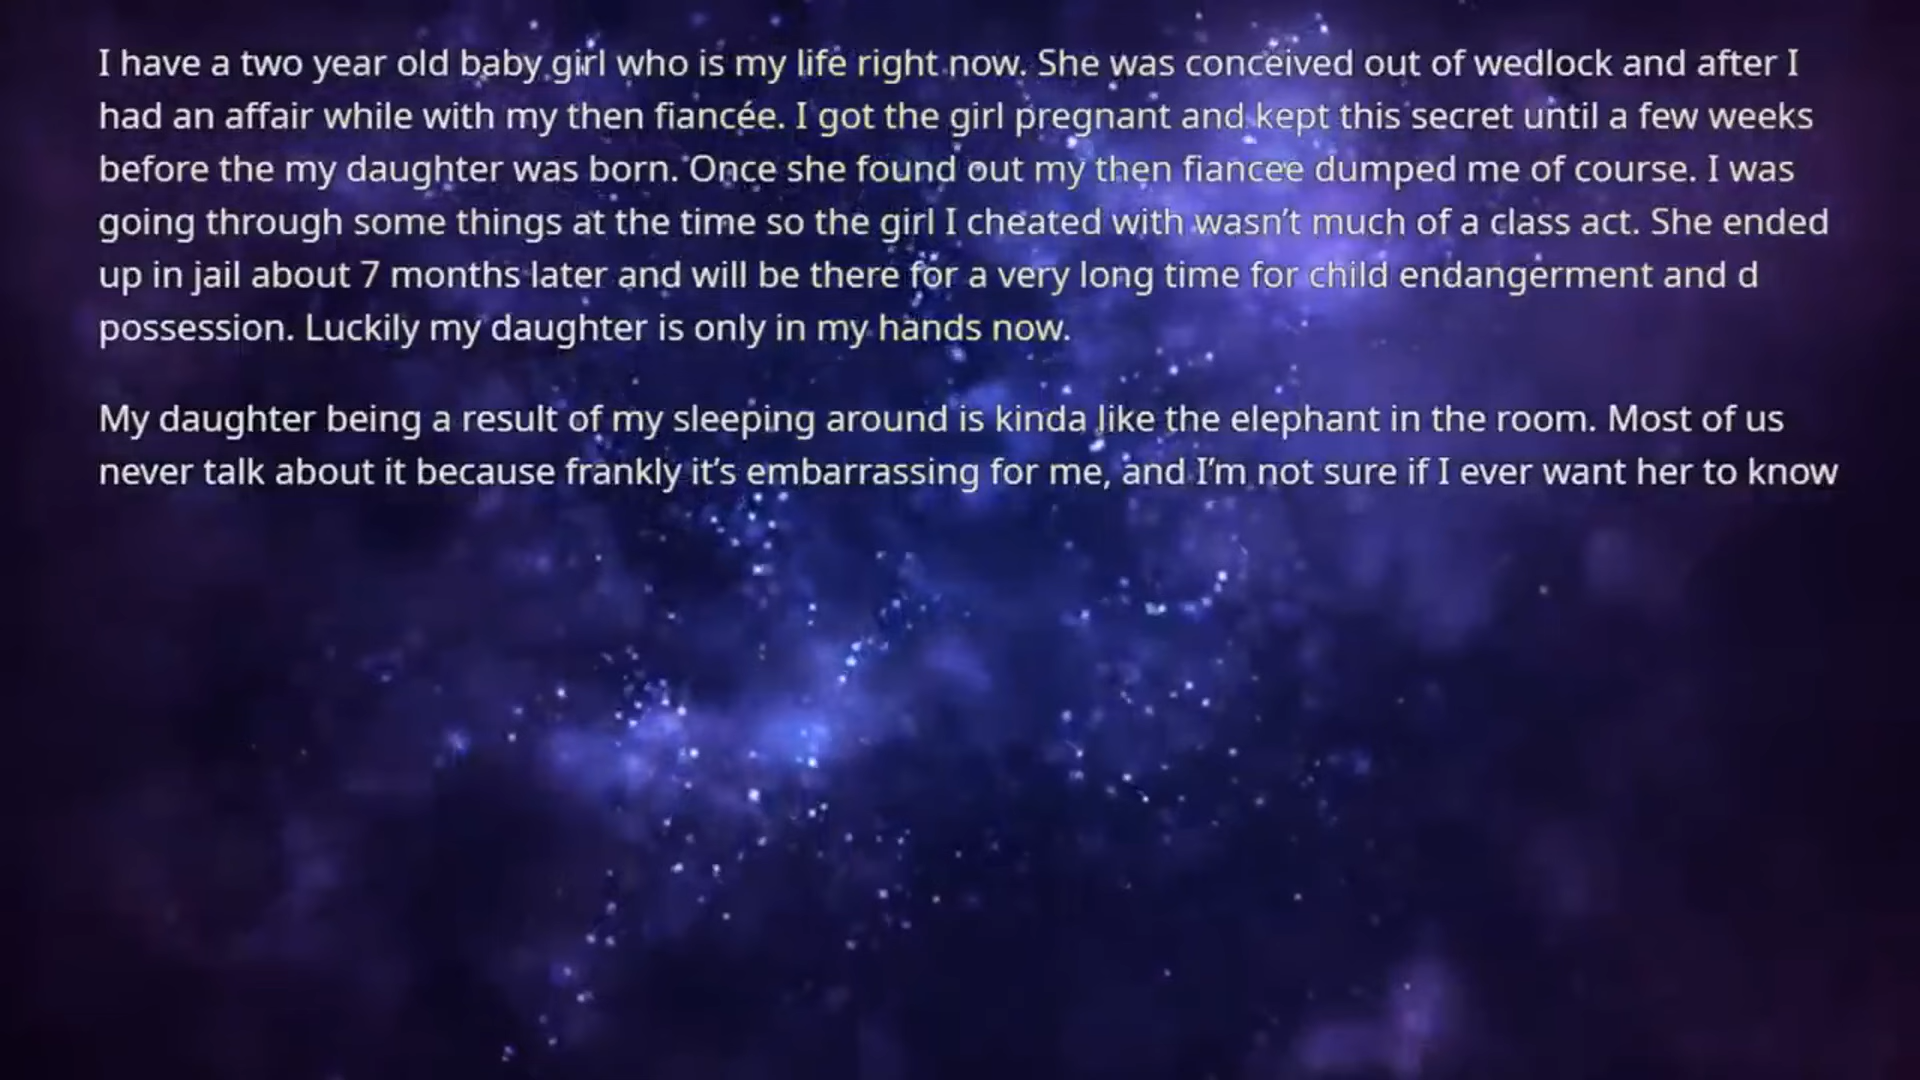 I have a two year old baby girl who is my life right now. She was conceived out of wedlock and after I
had an affair while with my then fiancée. I got the girl pregnant and kept this secret until a few weeks
before the my daughter was born. Once she found out my then fiancee dumped me of course. I was
going through some things at the time so the girl I cheated with wasn’t much of a class act. She ended
up in jail about 7 months later and will be there for a very long time for child endangerment and d
possession. Luckily my daughter is only in my hands now.
My daughter being a result of my sleeping around is kinda like the elephant in the room. Most of us
never talk about it because frankly it’s embarrassing for me, and I’m not sure if I ever want her to know